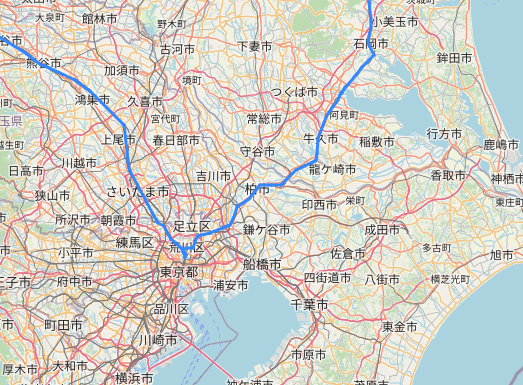 大泉町
館林市
野木町
小美玉市
古河市
下妻市
石岡市
熊谷市
加須市
境町
鉾田市
鴻巣市
久喜市
つくば市
宮代町
阿見町
上尾市
春日部市
常総市
牛久市
稲敷市
行方市
守谷市
鹿嶋市
川越市
日高市
吉川市
龍ケ崎市
香取市
神栖市
狭山市
さいたま市
柏市
印西市
栄町
東庄町
所沢市
朝霞市
足立区
鎌ケ谷市
成田市
練馬区
荒川区
多古町
小平市
佐倉市
旭市
東京都
船橋市
四街道市
八街市
横芝光町
府中市
浦安市
品川区
千葉市
町田市
東金市
川崎市
厚木市
大和市
市原市
横浜市
袖ケ浦市
茂原市